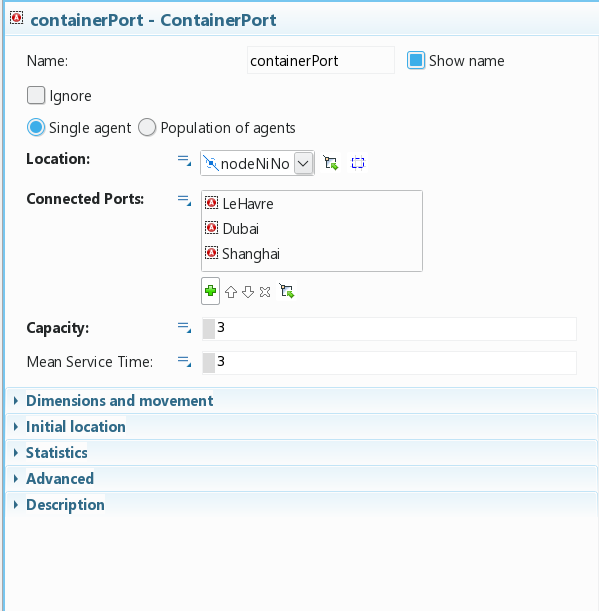 containerPort - ContainerPort
Name: containerPort Show name
Ignore
Single agent Population of agents
Location: nodeNiNo
Connected Ports: LeHavre
Dubai
Shanghai
Capacity: 3
Mean Service Time: 3
Dimensions and movement
Initial location
Statistics
Advanced
Description